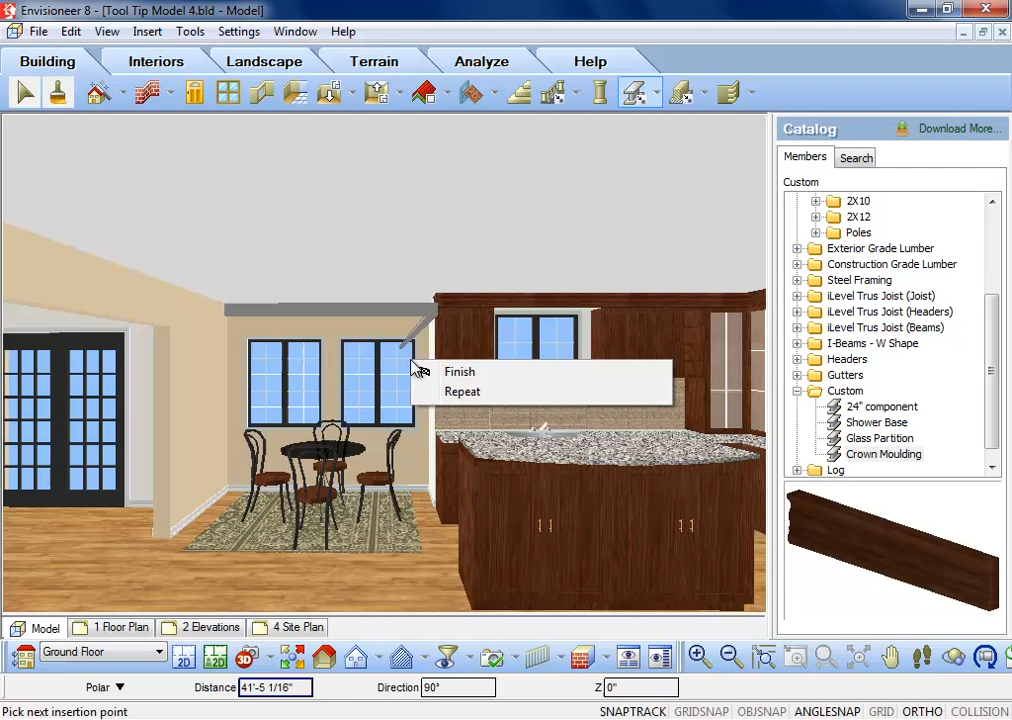 Envisioneer 8 - [Tool Tip Model 4.bld - Model]
File Edit View Insert Tools Settings Window Help
Building Interiors Landscape Terrain Analyze Help
Catalog Download More...
Members Search
Custom
2X10
2X12
Poles
Exterior Grade Lumber
Construction Grade Lumber
Steel Framing
iLevel Trus Joist (Joist)
iLevel Trus Joist (Headers)
iLevel Trus Joist (Beams)
I-Beams - W Shape
Headers
Gutters
Custom
24" component
Shower Base
Glass Partition
Crown Moulding
Log
Finish
Repeat
Model 1 Floor Plan 2 Elevations 4 Site Plan
Ground Floor 2D 2D 3D
Polar Distance 41'-5 1/16" Direction 90° Z 0"
Pick next insertion point SNAPTRACK GRIDSNAP OBJSNAP ANGLESNAP GRID ORTHO COLLISION